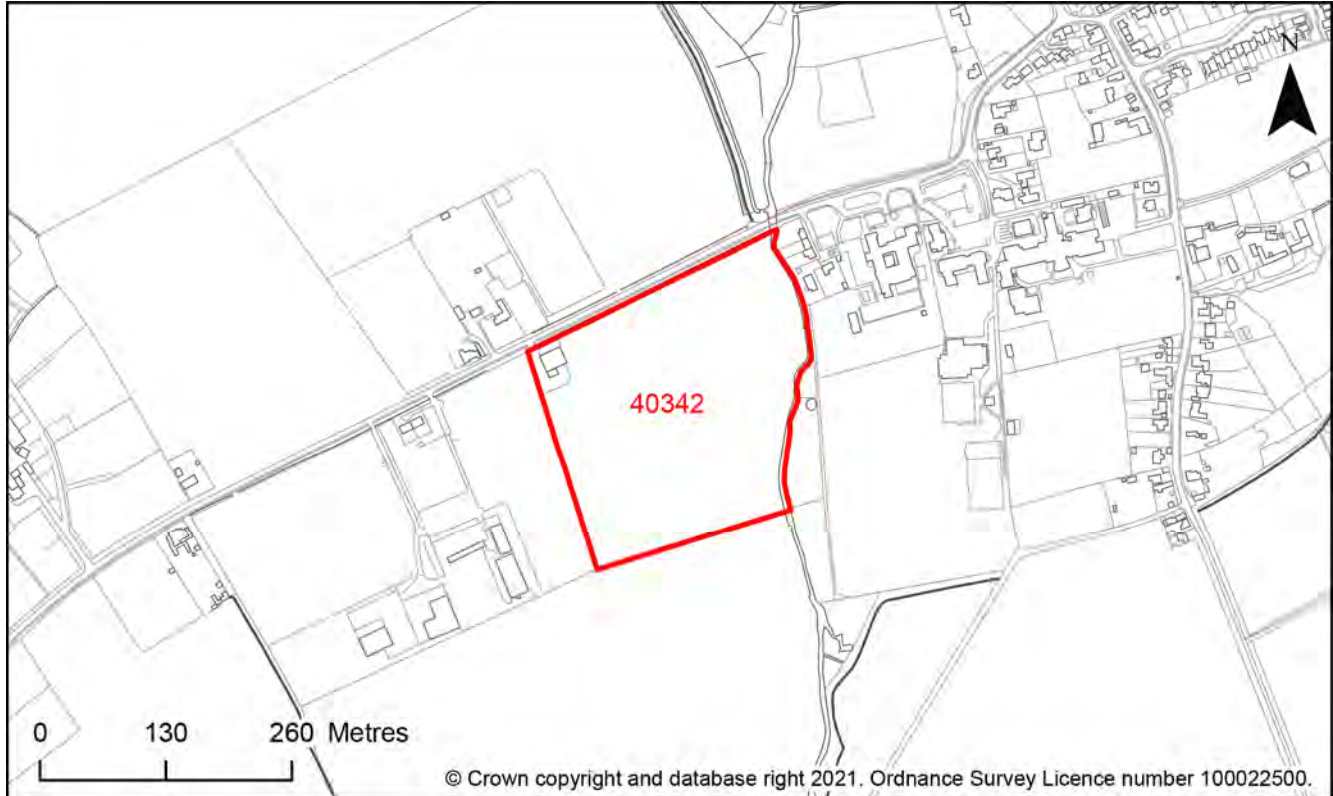 N
40342
0 130 260 Metres
© Crown copyright and database right 2021. Ordnance Survey Licence number 100022500.